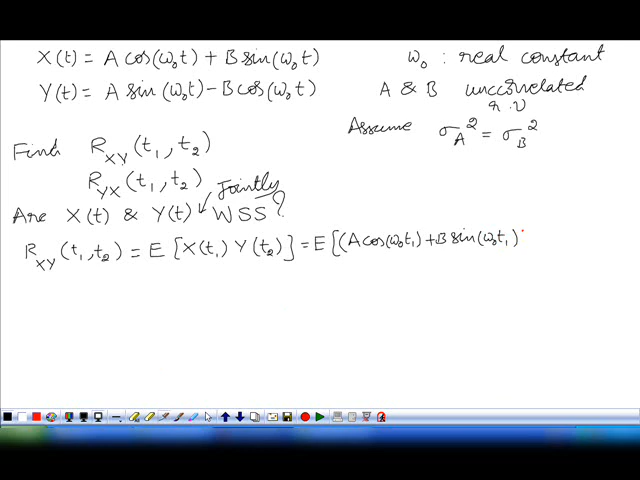 X(t) = A cos(ω₀t) + B sin(ω₀t)
ω₀ : real constant
Y(t) = A sin(ω₀t) - B cos(ω₀t)
A & B uncorrelated
r.v
Assume σ_A² = σ_B²
Find R_XY(t₁, t₂)
R_YX(t₁, t₂)
Jointly
Are X(t) & Y(t) WSS?
R_XY(t₁, t₂) = E[X(t₁) Y(t₂)] = E[(A cos(ω₀t₁) + B sin(ω₀t₁)